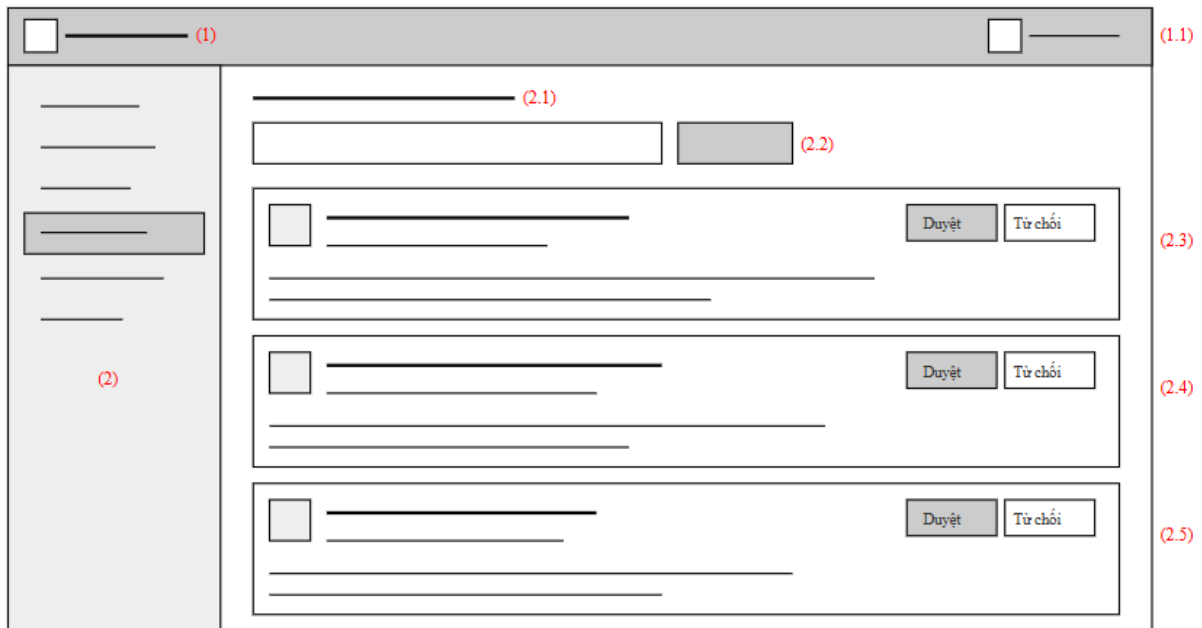 (1) (1.1)
(2.1)
(2.2)
Duyệt Từ chối (2.3)
(2) Duyệt Từ chối (2.4)
Duyệt Từ chối (2.5)